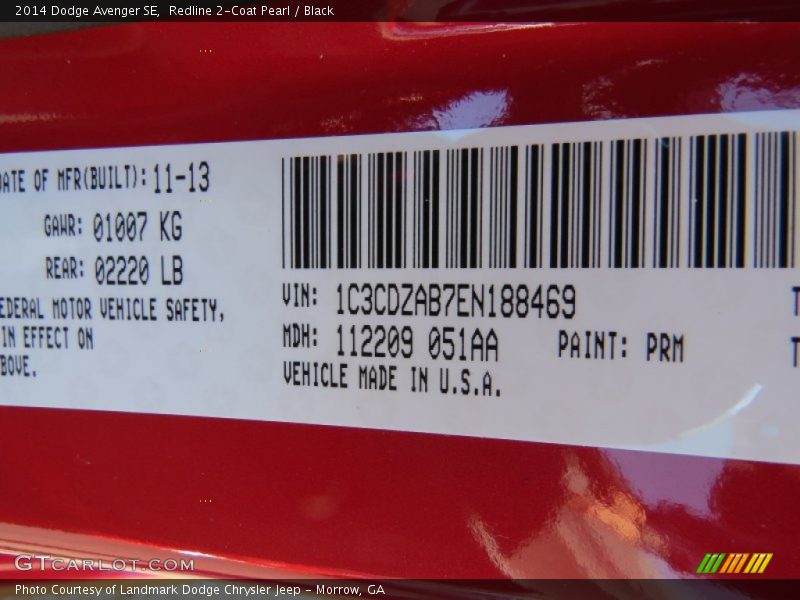 2014 Dodge Avenger SE,  Redline 2-Coat Pearl / Black
DATE OF MFR(BUILT): 11-13
GAWR: 01007 KG
REAR: 02220 LB
EDERAL MOTOR VEHICLE SAFETY,
IN EFFECT ON
BOVE.
VIN: 1C3CDZAB7EN188469
MDH: 112209 051AA PAINT: PRM
VEHICLE MADE IN U.S.A.
T
T
GTCARLOT.COM
Photo Courtesy of Landmark Dodge Chrysler Jeep - Morrow, GA